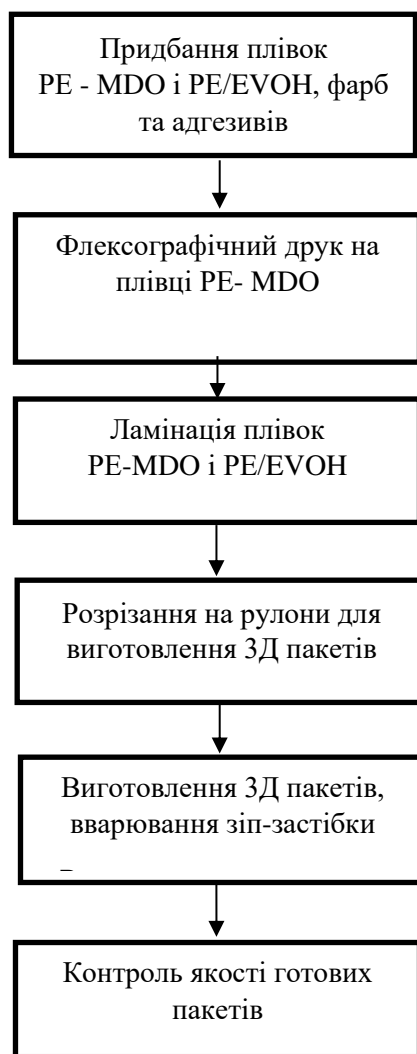 Придбання плівок
PE - MDO і PE/EVOH, фарб
та адгезивів
Флексографічний друк на
плівці PE- MDO
Ламінація плівок
PE-MDO і PE/EVOH
Розрізання на рулони для
виготовлення 3Д пакетів
Виготовлення 3Д пакетів,
вварювання зіп-застібки
Контроль якості готових
пакетів